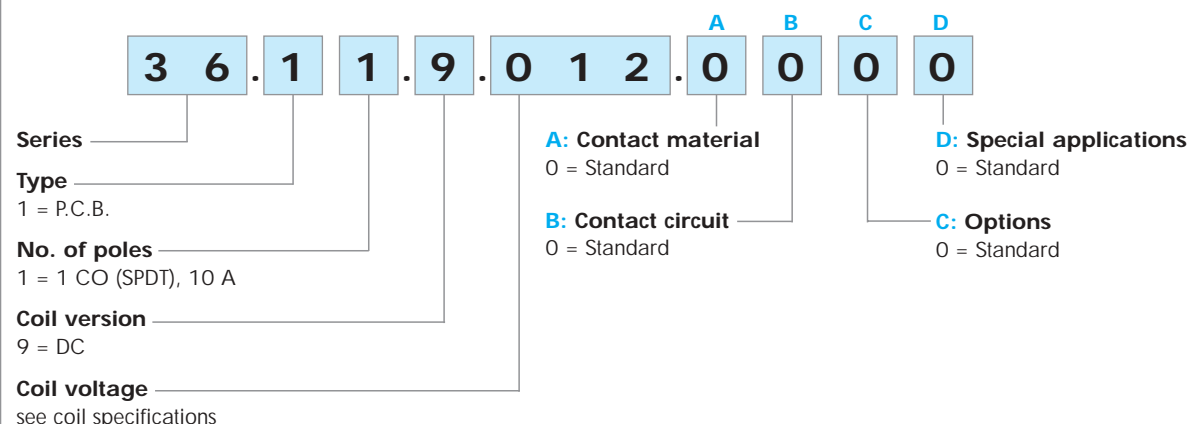 A B C D
3 6 . 1 1 . 9 . 0 1 2 . 0 0 0 0
Series
Type
1 = P.C.B.
No. of poles
1 = 1 CO (SPDT), 10 A
Coil version
9 = DC
Coil voltage
see coil specifications
A: Contact material
0 = Standard
B: Contact circuit
0 = Standard
D: Special applications
0 = Standard
C: Options
0 = Standard